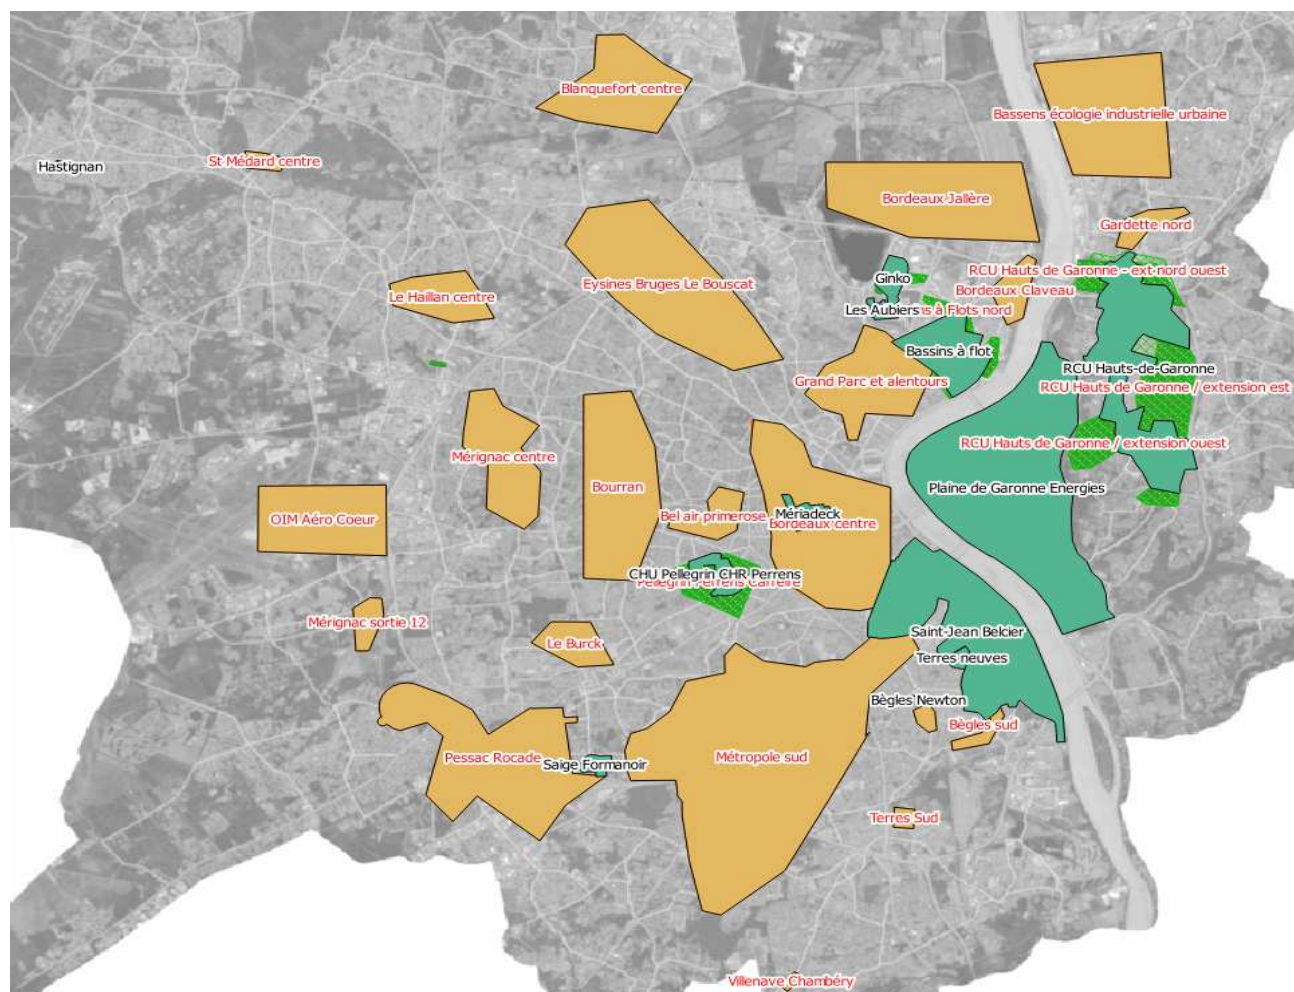 Blanquefort centre
Bassens écologie industrielle urbaine
St Médard centre
Hastignan
Bordeaux Jallère
Gardette nord
RCU Hauts de Garonne - ext nord ouest
Ginko
Eysines Bruges Le Bouscat
Bordeaux Claveau
Le Haillan centre
Les Aubiers
s à Flots nord
Bassins à flot
RCU Hauts-de-Garonne
Grand Parc et alentours
RCU Hauts de Garonne / extension est
RCU Hauts de Garonne / extension ouest
Mérignac centre
Bourran
Plaine de Garonne Energies
Mériadeck
Bel air primerose
OIM Aéro Coeur
Bordeaux centre
CHU Pellegrin CHR Perrens
Pellegrin Perrens Carreire
Mérignac sortie 12
Saint-Jean Belcier
Le Burck
Terres neuves
Bègles Newton
Bègles sud
Pessac Rocade
Métropole sud
Saige Formanoir
Terres Sud
Villenave Chambéry